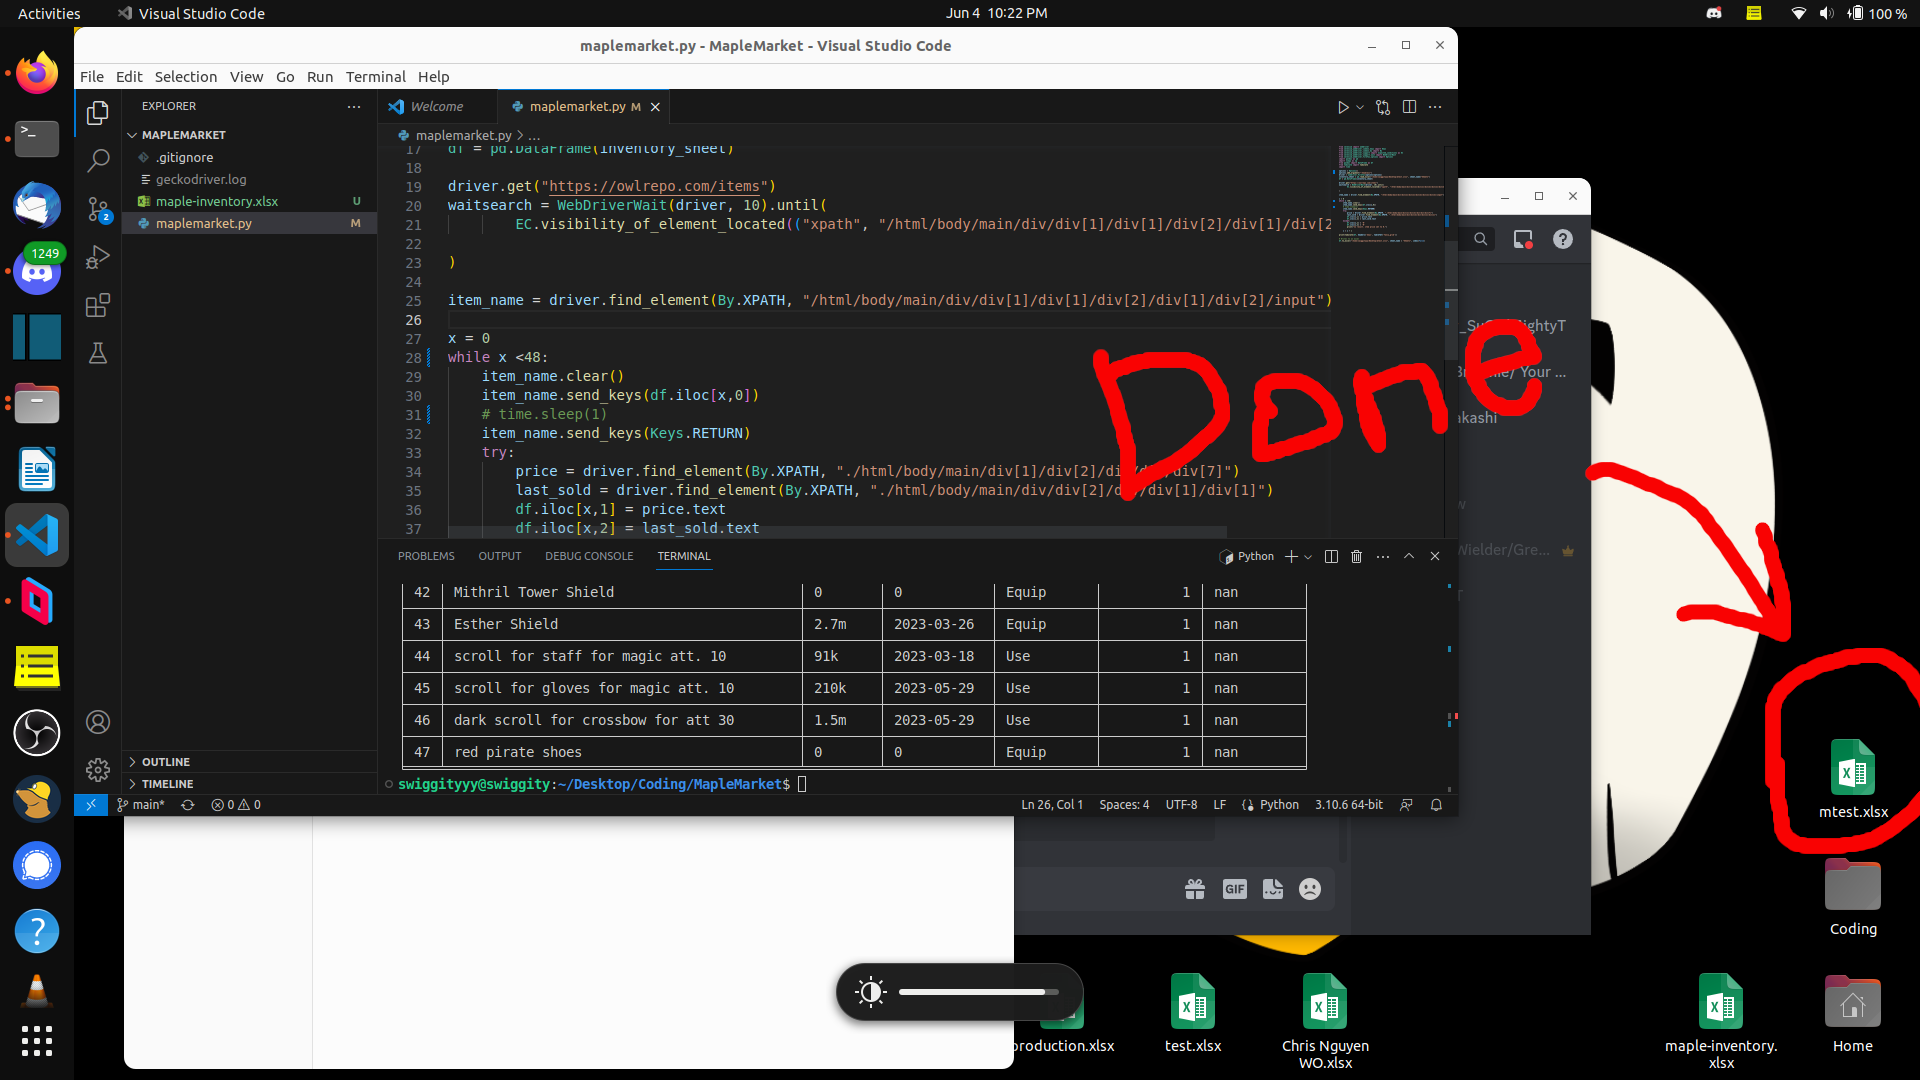 Activities
Visual Studio Code
Jun 4 10:22 PM
100 %
maplemarket.py - MapleMarket - Visual Studio Code
File Edit Selection View Go Run Terminal Help
EXPLORER
MAPLEMARKET
.gitignore
geckodriver.log
maple-inventory.xlsx U
maplemarket.py M
OUTLINE
TIMELINE
1249
2
Welcome
maplemarket.py M
maplemarket.py > ...
17 df = pd.DataFrame(inventory_sheet)
18
19 driver.get("https://owlrepo.com/items")
20 waitsearch = WebDriverWait(driver, 10).until(
21 EC.visibility_of_element_located(("xpath", "/html/body/main/div/div[1]/div[1]/div[2]/div[1]/div[2
22
23 )
24
25 item_name = driver.find_element(By.XPATH, "/html/body/main/div/div[1]/div[1]/div[2]/div[1]/div[2]/input")
26
27 x = 0
28 while x <48:
29 item_name.clear()
30 item_name.send_keys(df.iloc[x,0])
31 # time.sleep(1)
32 item_name.send_keys(Keys.RETURN)
33 try:
34 price = driver.find_element(By.XPATH, "./html/body/main/div[1]/div[2]/div /div[7]")
35 last_sold = driver.find_element(By.XPATH, "./html/body/main/div/div[2]/div /div[1]/div[1]")
36 df.iloc[x,1] = price.text
37 df.iloc[x,2] = last_sold.text
Done
PROBLEMS OUTPUT DEBUG CONSOLE TERMINAL
Python
42 Mithril Tower Shield 0 0 Equip 1 nan
43 Esther Shield 2.7m 2023-03-26 Equip 1 nan
44 scroll for staff for magic att. 10 91k 2023-03-18 Use 1 nan
45 scroll for gloves for magic att. 10 210k 2023-05-29 Use 1 nan
46 dark scroll for crossbow for att 30 1.5m 2023-05-29 Use 1 nan
47 red pirate shoes 0 0 Equip 1 nan
swiggityyy@swiggity:~/Desktop/Coding/MapleMarket$
main* 0 0
Ln 26, Col 1 Spaces: 4 UTF-8 LF Python 3.10.6 64-bit
ightyT
/ Your ...
akashi
w
Wielder/Gre...
T
GIF
mtest.xlsx
Coding
production.xlsx
test.xlsx
Chris Nguyen
WO.xlsx
maple-inventory.
xlsx
Home